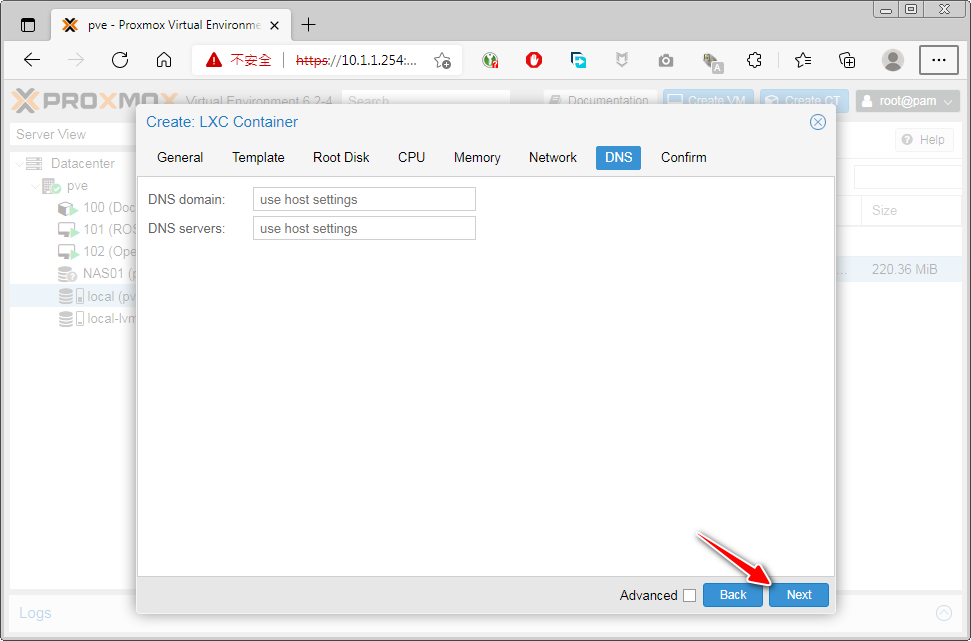 pve - Proxmox Virtual Environme
不安全 https://10.1.1.254:...
A
PROXMOX Virtual Environment 6.2-4 Search Documentation Create VM Create CT root@pam
Create: LXC Container
Server View
Help
General Template Root Disk CPU Memory Network DNS Confirm
Datacenter
pve
DNS domain: use host settings
100 (Doc
Size
DNS servers: use host settings
101 (ROS
102 (Ope
NAS01 (p
... 220.36 MiB
local (pv
local-lvm
Advanced Back Next
Logs